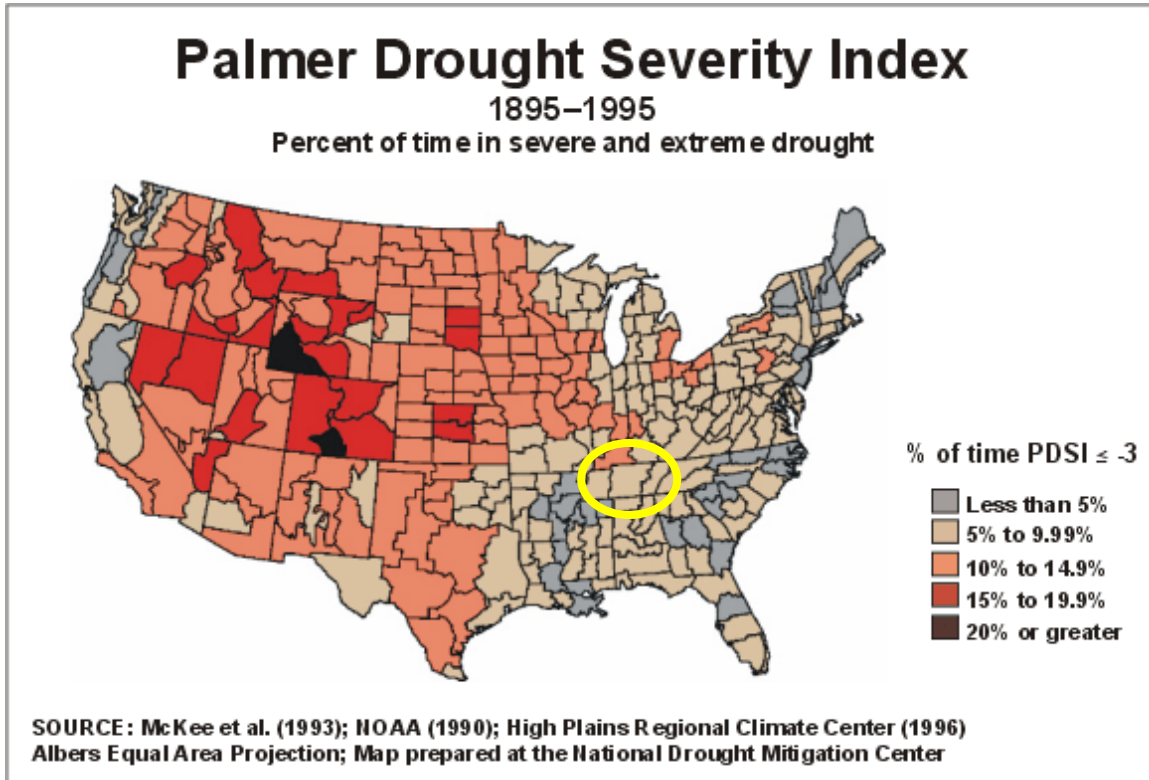 Palmer Drought Severity Index
1895–1995
Percent of time in severe and extreme drought
% of time PDSI ≤ -3
Less than 5%
5% to 9.99%
10% to 14.9%
15% to 19.9%
20% or greater
SOURCE: McKee et al. (1993); NOAA (1990); High Plains Regional Climate Center (1996)
Albers Equal Area Projection; Map prepared at the National Drought Mitigation Center